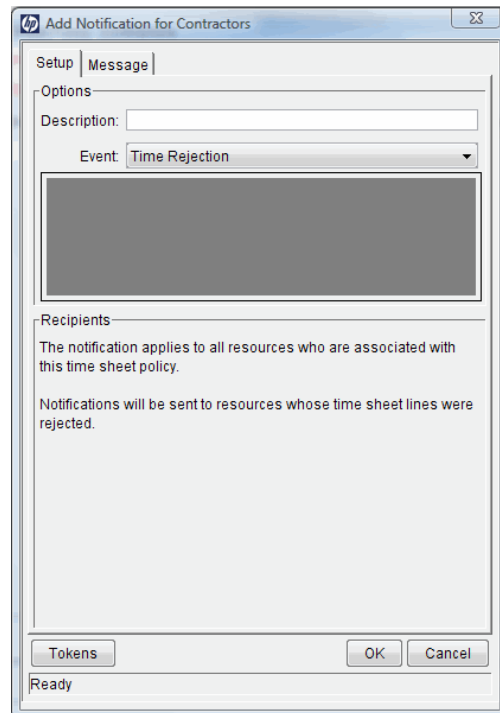 hp Add Notification for Contractors
Setup Message
Options
Description:
Event: Time Rejection
Recipients
The notification applies to all resources who are associated with
this time sheet policy.
Notifications will be sent to resources whose time sheet lines were
rejected.
Tokens OK Cancel
Ready